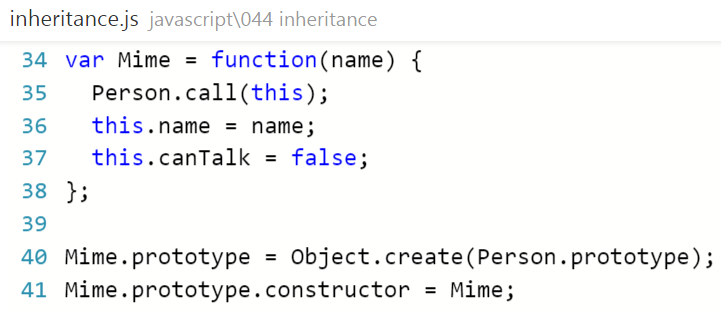 inheritance.js javascript\044 inheritance
34 var Mime = function(name) {
35 Person.call(this);
36 this.name = name;
37 this.canTalk = false;
38 };
39
40 Mime.prototype = Object.create(Person.prototype);
41 Mime.prototype.constructor = Mime;